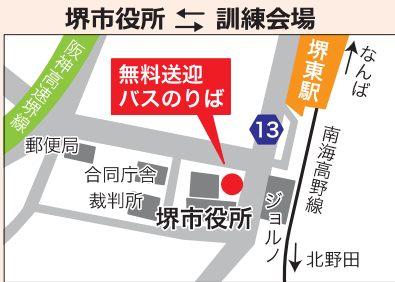 堺市役所 ⇆ 訓練会場
阪神高速堺線
無料送迎
バスのりば
堺東駅
なんば
13
郵便局
合同庁舎
裁判所
堺市役所
ジョルノ
南海高野線
北野田